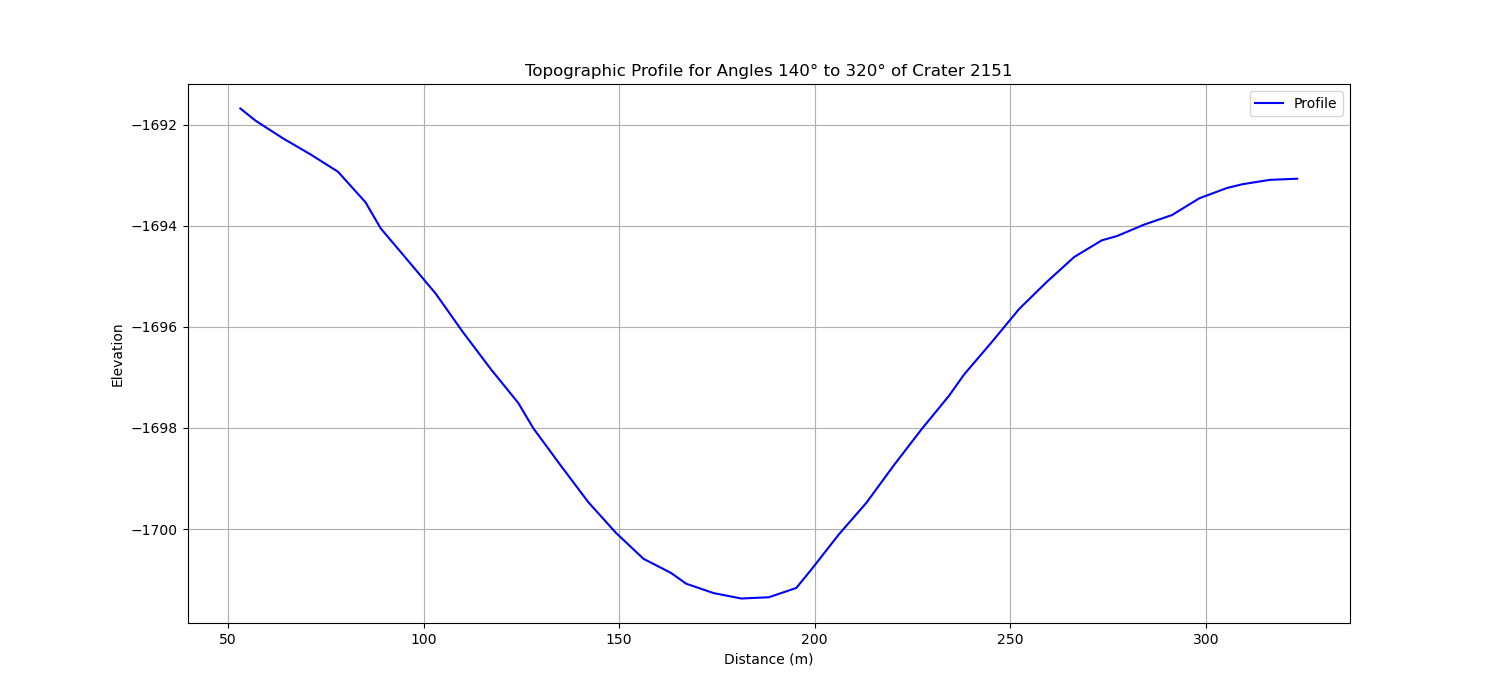 Topographic Profile for Angles 140° to 320° of Crater 2151
Profile
−1692
−1694
−1696
−1698
−1700
Elevation
50 100 150 200 250 300
Distance (m)